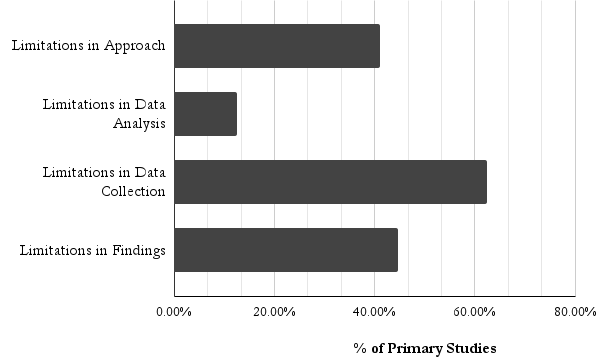 Limitations in Approach
Limitations in Data
Analysis
Limitations in Data
Collection
Limitations in Findings
0.00% 20.00% 40.00% 60.00% 80.00%
% of Primary Studies